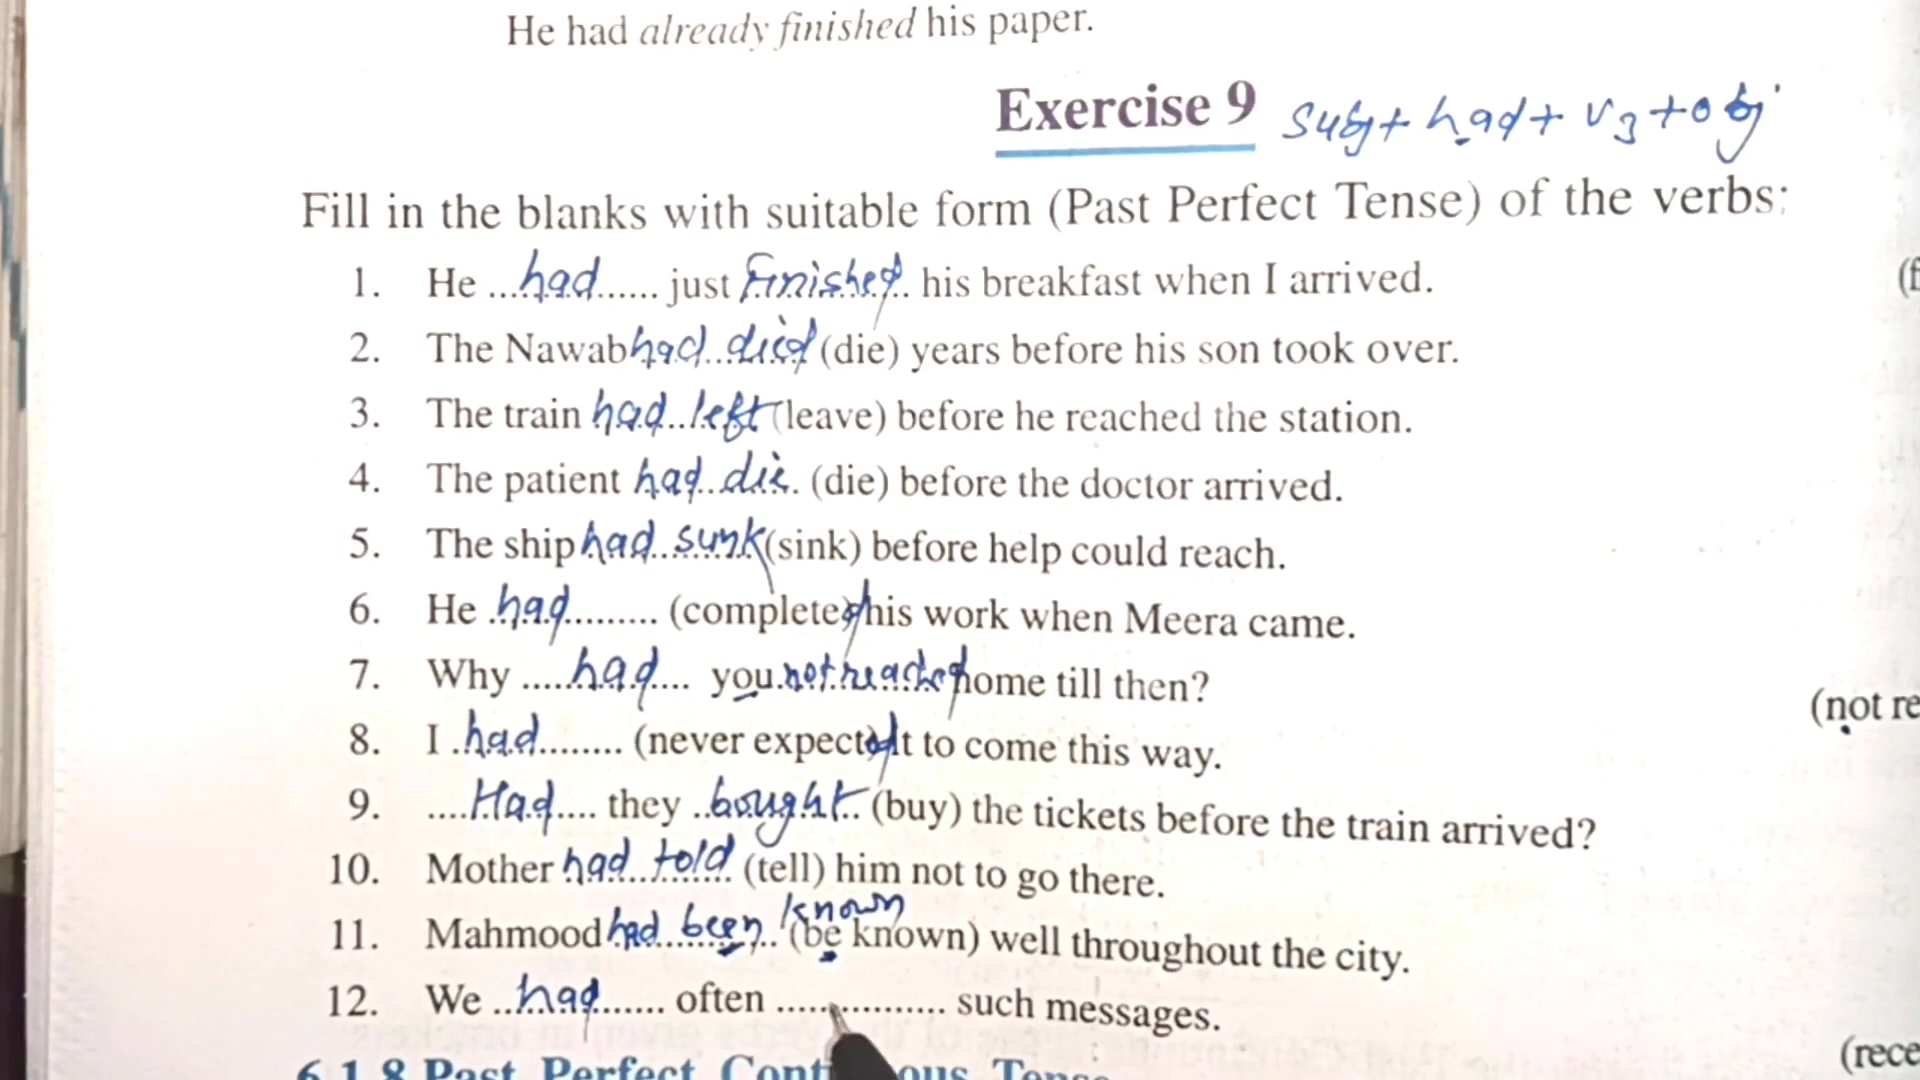 He had already finished his paper.
Exercise 9 Subj + had + v3 + obj
Fill in the blanks with suitable form (Past Perfect Tense) of the verbs:
1. He ...had...... just finished.. his breakfast when I arrived. (f
2. The Nawab had..died (die) years before his son took over.
3. The train had..left (leave) before he reached the station.
4. The patient had..die. (die) before the doctor arrived.
5. The ship had..sunk (sink) before help could reach.
6. He .had......... (completed his work when Meera came.
7. Why .....had.... you.not reached home till then? (not re
8. I .had........ (never expected it to come this way.
9. ....Had.... they ..bought.. (buy) the tickets before the train arrived?
10. Mother had..told (tell) him not to go there.
11. Mahmood had been known (be known) well throughout the city.
12. We ..had...... often ................ such messages. (rece
6.1.8 Past Perfect Tense